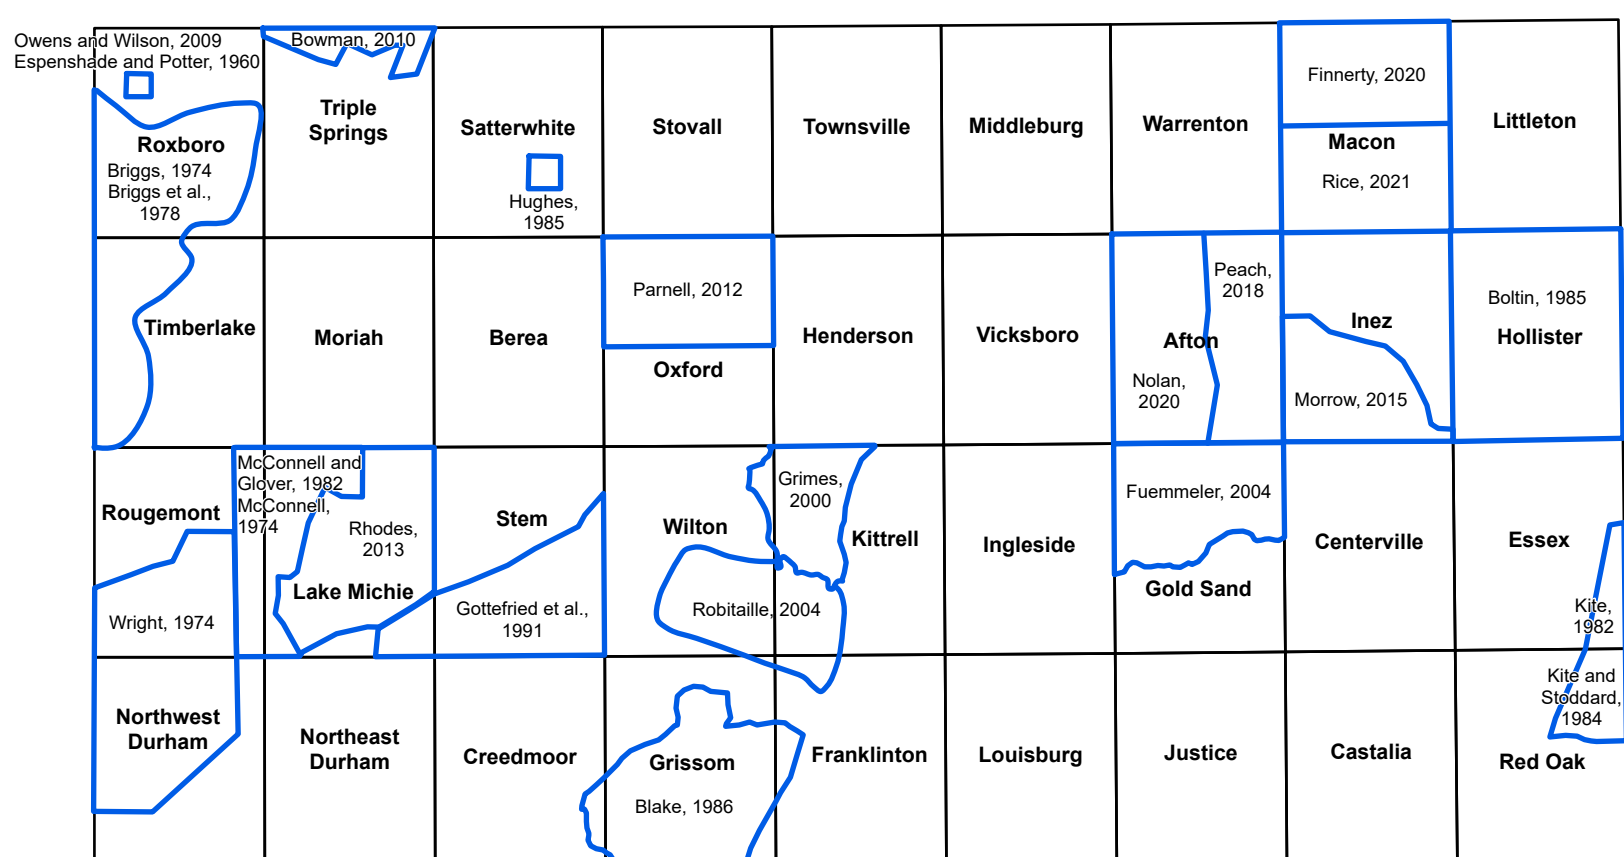 Owens and Wilson, 2009
Espenshade and Potter, 1960
Bowman, 2010
Finnerty, 2020
Triple
Springs
Satterwhite
Stovall
Townsville
Middleburg
Warrenton
Littleton
Roxboro
Macon
Briggs, 1974
Briggs et al.,
1978
Hughes,
1985
Rice, 2021
Timberlake
Moriah
Berea
Parnell, 2012
Oxford
Henderson
Vicksboro
Peach,
2018
Afton
Nolan,
2020
Inez
Morrow, 2015
Boltin, 1985
Hollister
Rougemont
McConnell and
Glover, 1982
McConnell,
1974
Rhodes,
2013
Lake Michie
Stem
Gottefried et al.,
1991
Wilton
Grimes,
2000
Kittrell
Robitaille, 2004
Ingleside
Fuemmeler, 2004
Gold Sand
Centerville
Essex
Kite,
1982
Wright, 1974
Northwest
Durham
Northeast
Durham
Creedmoor
Grissom
Blake, 1986
Franklinton
Louisburg
Justice
Castalia
Kite and
Stoddard,
1984
Red Oak